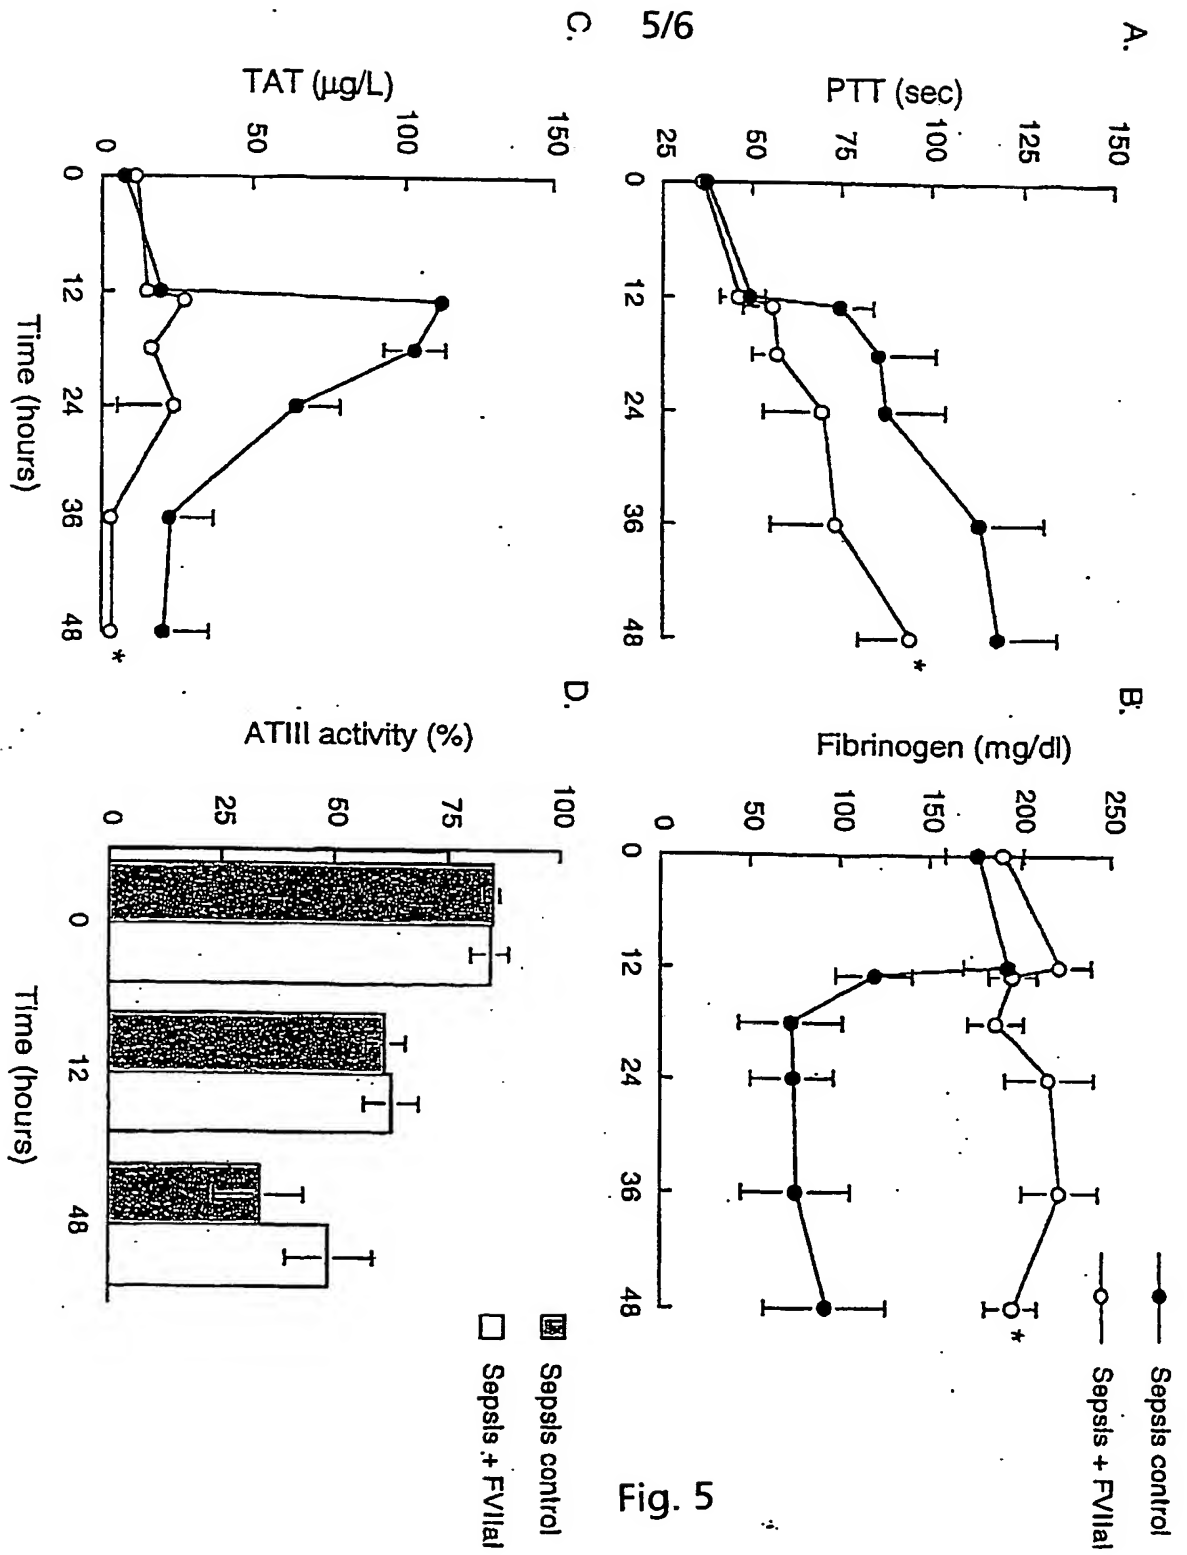 5/6
A.
PTT (sec)
150
125
100
75
50
25
0
12
24
36
48
*
B.
Fibrinogen (mg/dl)
250
200
150
100
50
0
0
12
24
36
48
*
Sepsis control
Sepsis + FVIIai
C.
TAT (μg/L)
150
100
50
0
0
12
24
36
48
*
Time (hours)
D.
ATIII activity (%)
100
75
50
25
0
0
12
48
Time (hours)
Sepsis control
Sepsis + FVIIai
Fig. 5